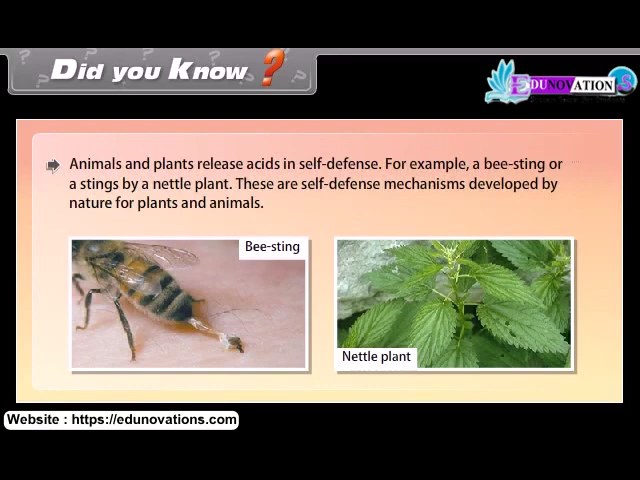 Did you Know ?
EDUNOVATIONS
Animals and plants release acids in self-defense. For example, a bee-sting or
a stings by a nettle plant. These are self-defense mechanisms developed by
nature for plants and animals.
Bee-sting
Nettle plant
Website : https://edunovations.com